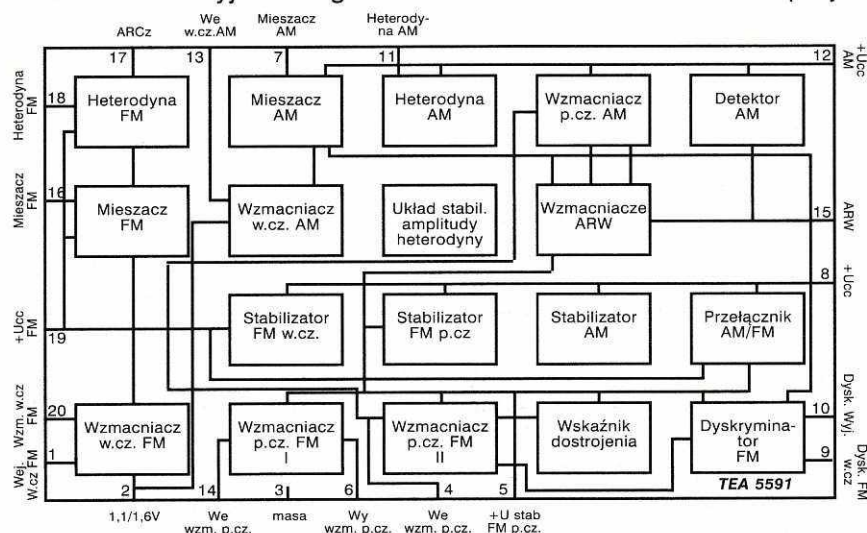 ARCz
We
w.cz.AM
Mieszacz
AM
Heterody-
na AM
17
13
7
11
12
+Ucc
AM
Heterodyna
FM
18
Heterodyna
FM
Mieszacz
AM
Heterodyna
AM
Wzmacniacz
p.cz. AM
Detektor
AM
Mieszacz
FM
16
Mieszacz
FM
Wzmacniacz
w.cz. AM
Układ stabil.
amplitudy
heterodyny
Wzmacniacze
ARW
15
ARW
+Ucc
FM
19
Stabilizator
FM w.cz.
Stabilizator
FM p.cz
Stabilizator
AM
Przełącznik
AM/FM
8
+Ucc
Wzm. w.cz
FM
20
Wej.
w.cz FM
1
Wzmacniacz
w.cz. FM
Wzmacniacz
p.cz. FM
I
Wzmacniacz
p.cz. FM
II
Wskaźnik
dostrojenia
Dyskrymina-
tor
FM
10
Dysk. Wyj.
9
Dysk. FM
w.cz
TEA 5591
2
14
3
6
4
5
1,1/1,6V
We
wzm. p.cz.
masa
Wy
wzm. p.cz.
We
wzm. p.cz.
+U stab
FM p.cz.